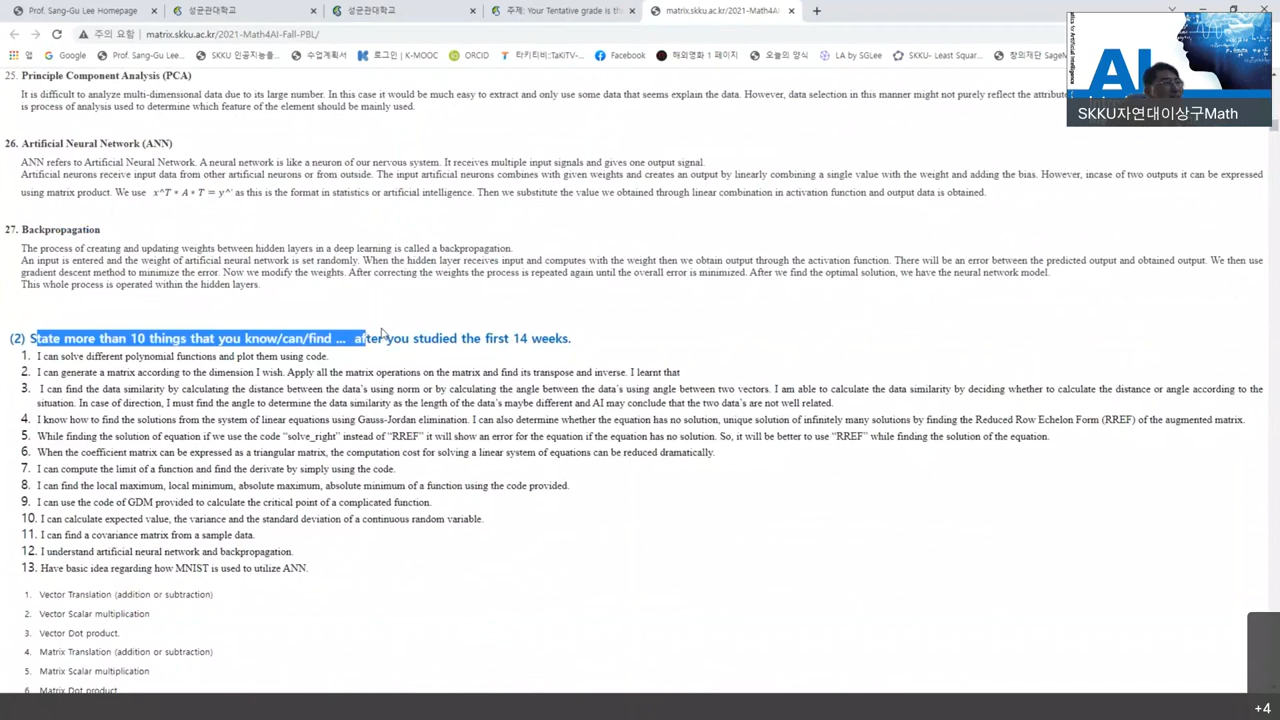 Prof. Sang-Gu Lee Homepage
성균관대학교
성균관대학교
주제: Your Tentative grade is th
matrix.skku.ac.kr/2021-Math4AI
주의 요함
matrix.skku.ac.kr/2021-Math4AI-Fall-PBL/
Google
Prof. Sang-Gu Lee...
SKKU 인공지능을...
수업계획서
로그인 | K-MOOC
ORCID
타키티비:TaKiTV-...
Facebook
해외영화 1 페이지
오늘의 양식
LA by SGLee
SKKU- Least Squar...
창의재단 Sage
AI
SKKU자연대이상구Math
25. Principle Component Analysis (PCA)
It is difficult to analyze multi-dimensional data due to its large number. In this case it would be much easy to extract and only use some data that seems explain the data. However, data selection in this manner might not purely reflect the attribute
is process of analysis used to determine which feature of the element should be mainly used.
26. Artificial Neural Network (ANN)
ANN refers to Artificial Neural Network. A neural network is like a neuron of our nervous system. It receives multiple input signals and gives one output signal.
Artificial neurons receive input data from other artificial neurons or from outside. The input artificial neurons combines with given weights and creates an output by linearly combining a single value with the weight and adding the bias. However, incase of two outputs it can be expressed
using matrix product. We use x^T * A * T = y^' as this is the format in statistics or artificial intelligence. Then we substitute the value we obtained through linear combination in activation function and output data is obtained.
27. Backpropagation
The process of creating and updating weights between hidden layers in a deep learning is called a backpropagation.
An input is entered and the weight of artificial neural network is set randomly. When the hidden layer receives input and computes with the weight then we obtain output through the activation function. There will be an error between the predicted output and obtained output. We then use
gradient descent method to minimize the error. Now we modify the weights. After correcting the weights the process is repeated again until the overall error is minimized. After we find the optimal solution, we have the neural network model.
This whole process is operated within the hidden layers.
(2) State more than 10 things that you know/can/find ... after you studied the first 14 weeks.
1. I can solve different polynomial functions and plot them using code.
2. I can generate a matrix according to the dimension I wish. Apply all the matrix operations on the matrix and find its transpose and inverse. I learnt that
3. I can find the data similarity by calculating the distance between the data's using norm or by calculating the angle between the data's using angle between two vectors. I am able to calculate the data similarity by deciding whether to calculate the distance or angle according to the
situation. In case of direction, I must find the angle to determine the data similarity as the length of the data's maybe different and AI may conclude that the two data's are not well related.
4. I know how to find the solutions from the system of linear equations using Gauss-Jordan elimination. I can also determine whether the equation has no solution, unique solution of infinitely many solutions by finding the Reduced Row Echelon Form (RREF) of the augmented matrix.
5. While finding the solution of equation if we use the code "solve_right" instead of "RREF" it will show an error for the equation if the equation has no solution. So, it will be better to use "RREF" while finding the solution of the equation.
6. When the coefficient matrix can be expressed as a triangular matrix, the computation cost for solving a linear system of equations can be reduced dramatically.
7. I can compute the limit of a function and find the derivate by simply using the code.
8. I can find the local maximum, local minimum, absolute maximum, absolute minimum of a function using the code provided.
9. I can use the code of GDM provided to calculate the critical point of a complicated function.
10. I can calculate expected value, the variance and the standard deviation of a continuous random variable.
11. I can find a covariance matrix from a sample data.
12. I understand artificial neural network and backpropagation.
13. Have basic idea regarding how MNIST is used to utilize ANN.
1. Vector Translation (addition or subtraction)
2. Vector Scalar multiplication
3. Vector Dot product.
4. Matrix Translation (addition or subtraction)
5. Matrix Scalar multiplication
6. Matrix Dot product
+4